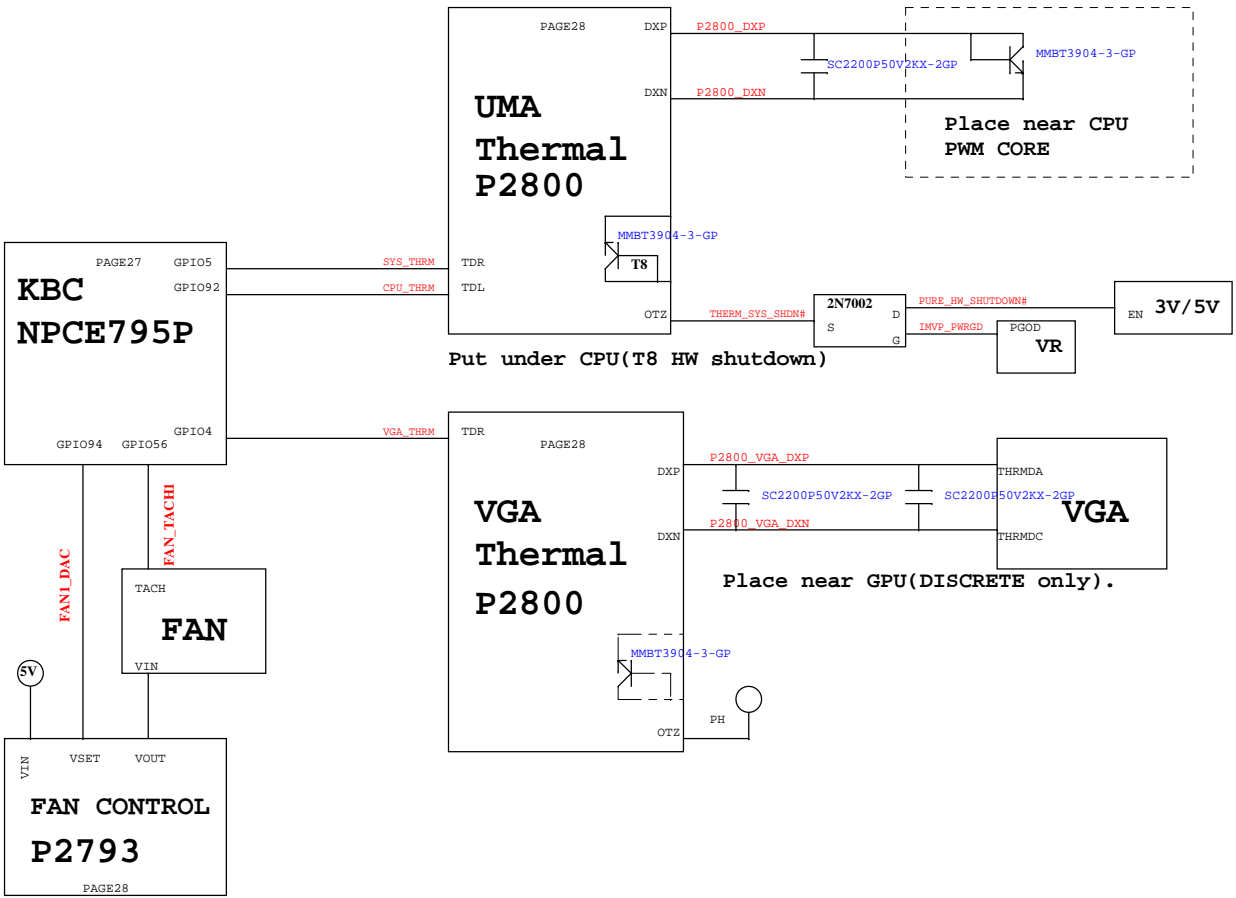 PAGE28
DXP
P2800_DXP
SC2200P50V2KX-2GP
MMBT3904-3-GP
DXN
P2800_DXN
UMA
Thermal
P2800
Place near CPU
PWM CORE
MMBT3904-3-GP
T8
PAGE27
GPIO5
SYS_THRM
TDR
KBC
NPCE795P
GPIO92
CPU_THRM
TDL
OTZ
THERM_SYS_SHDN#
2N7002
S
D
G
PURE_HW_SHUTDOWN#
IMVP_PWRGD
PGOD
VR
EN
3V/5V
Put under CPU(T8 HW shutdown)
GPIO94
GPIO56
GPIO4
VGA_THRM
TDR
PAGE28
DXP
P2800_VGA_DXP
THRMDA
SC2200P50V2KX-2GP
SC2200P50V2KX-2GP
VGA
Thermal
P2800
VGA
DXN
P2800_VGA_DXN
THRMDC
Place near GPU(DISCRETE only).
FAN1_DAC
FAN_TACH1
TACH
FAN
VIN
MMBT3904-3-GP
OTZ
PH
5V
VIN
VSET
VOUT
FAN CONTROL
P2793
PAGE28